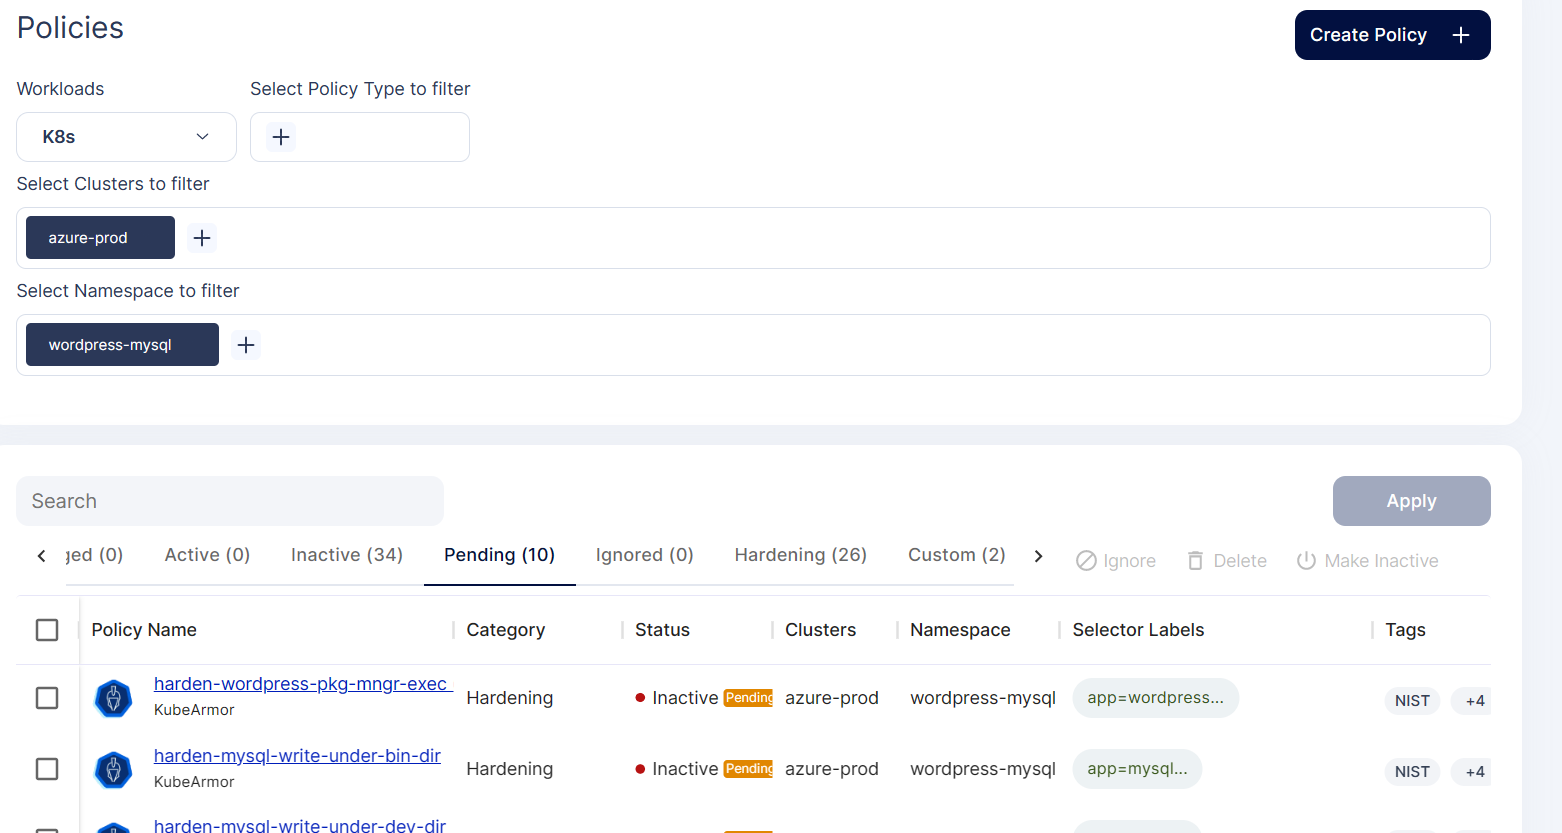 Policies
Create Policy
Workloads
Select Policy Type to filter
K8s
Select Clusters to filter
azure-prod
Select Namespace to filter
wordpress-mysql
Search
Apply
ged (0)
Active (0)
Inactive (34)
Pending (10)
Ignored (0)
Hardening (26)
Custom (2)
Ignore
Delete
Make Inactive
Policy Name
Category
Status
Clusters
Namespace
Selector Labels
Tags
harden-wordpress-pkg-mngr-exec
KubeArmor
Hardening
Inactive
Pending
azure-prod
wordpress-mysql
app=wordpress...
NIST
+4
harden-mysql-write-under-bin-dir
KubeArmor
Hardening
Inactive
Pending
azure-prod
wordpress-mysql
app=mysql...
NIST
+4
harden-mysql-write-under-dev-dir